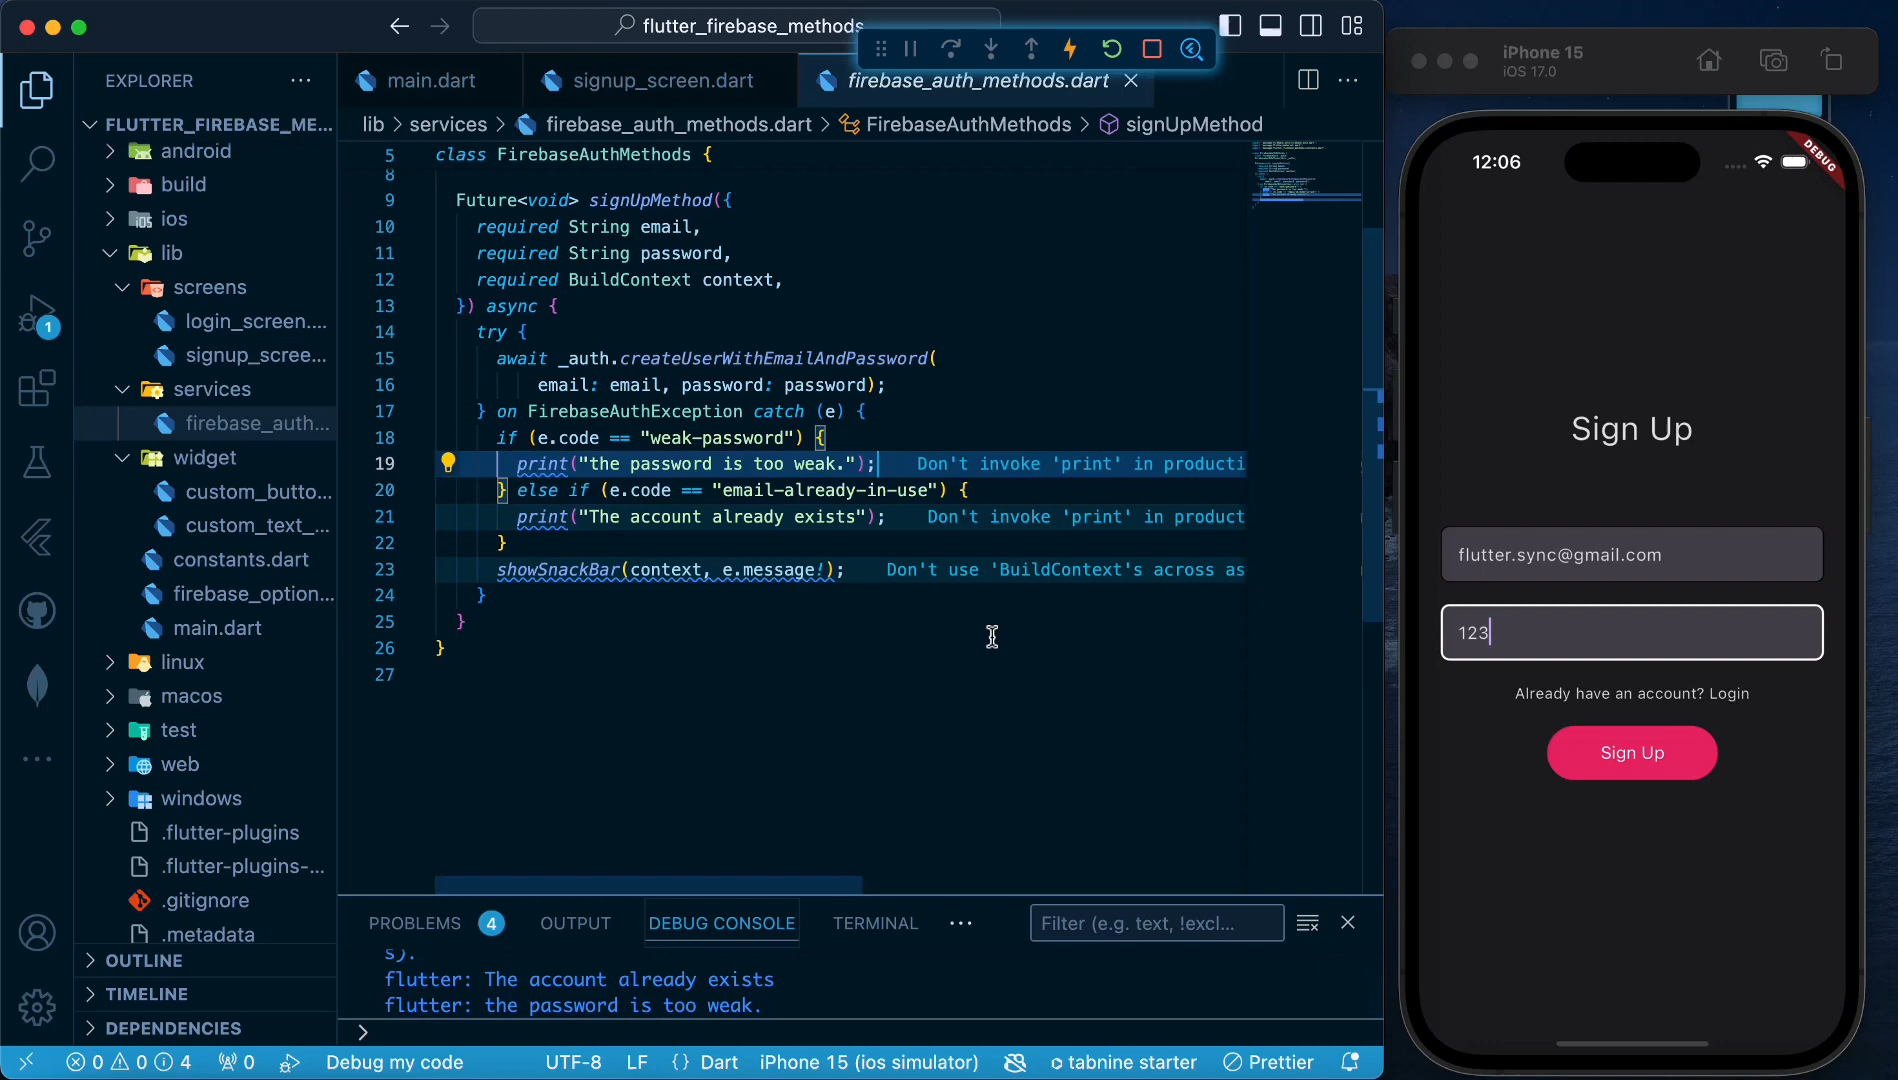 flutter_firebase_methods
EXPLORER
FLUTTER_FIREBASE_ME...
android
build
ios
lib
screens
login_screen....
signup_scree...
services
firebase_auth...
widget
custom_butto...
custom_text_...
constants.dart
firebase_option...
main.dart
linux
macos
test
web
windows
.flutter-plugins
.flutter-plugins-...
.gitignore
.metadata
OUTLINE
TIMELINE
DEPENDENCIES
1
main.dart
signup_screen.dart
firebase_auth_methods.dart
lib > services > firebase_auth_methods.dart > FirebaseAuthMethods > signUpMethod
5 class FirebaseAuthMethods {
8
9 Future<void> signUpMethod({
10 required String email,
11 required String password,
12 required BuildContext context,
13 }) async {
14 try {
15 await _auth.createUserWithEmailAndPassword(
16 email: email, password: password);
17 } on FirebaseAuthException catch (e) {
18 if (e.code == "weak-password") {
19 print("the password is too weak."); Don't invoke 'print' in producti
20 } else if (e.code == "email-already-in-use") {
21 print("The account already exists"); Don't invoke 'print' in product
22 }
23 showSnackBar(context, e.message!); Don't use 'BuildContext's across as
24 }
25 }
26 }
27
PROBLEMS 4 OUTPUT DEBUG CONSOLE TERMINAL
Filter (e.g. text, !excl...
s).
flutter: The account already exists
flutter: the password is too weak.
>
0 0 4 0 Debug my code UTF-8 LF {} Dart iPhone 15 (ios simulator) tabnine starter Prettier
iPhone 15
iOS 17.0
12:06
DEBUG
Sign Up
flutter.sync@gmail.com
123
Already have an account? Login
Sign Up